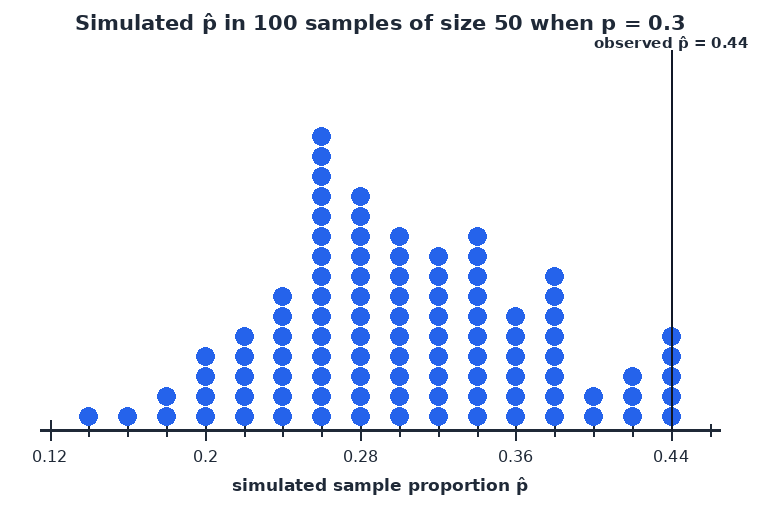 Simulated p̂ in 100 samples of size 50 when p = 0.3
observed p̂ = 0.44
0.12 0.2 0.28 0.36 0.44
simulated sample proportion p̂